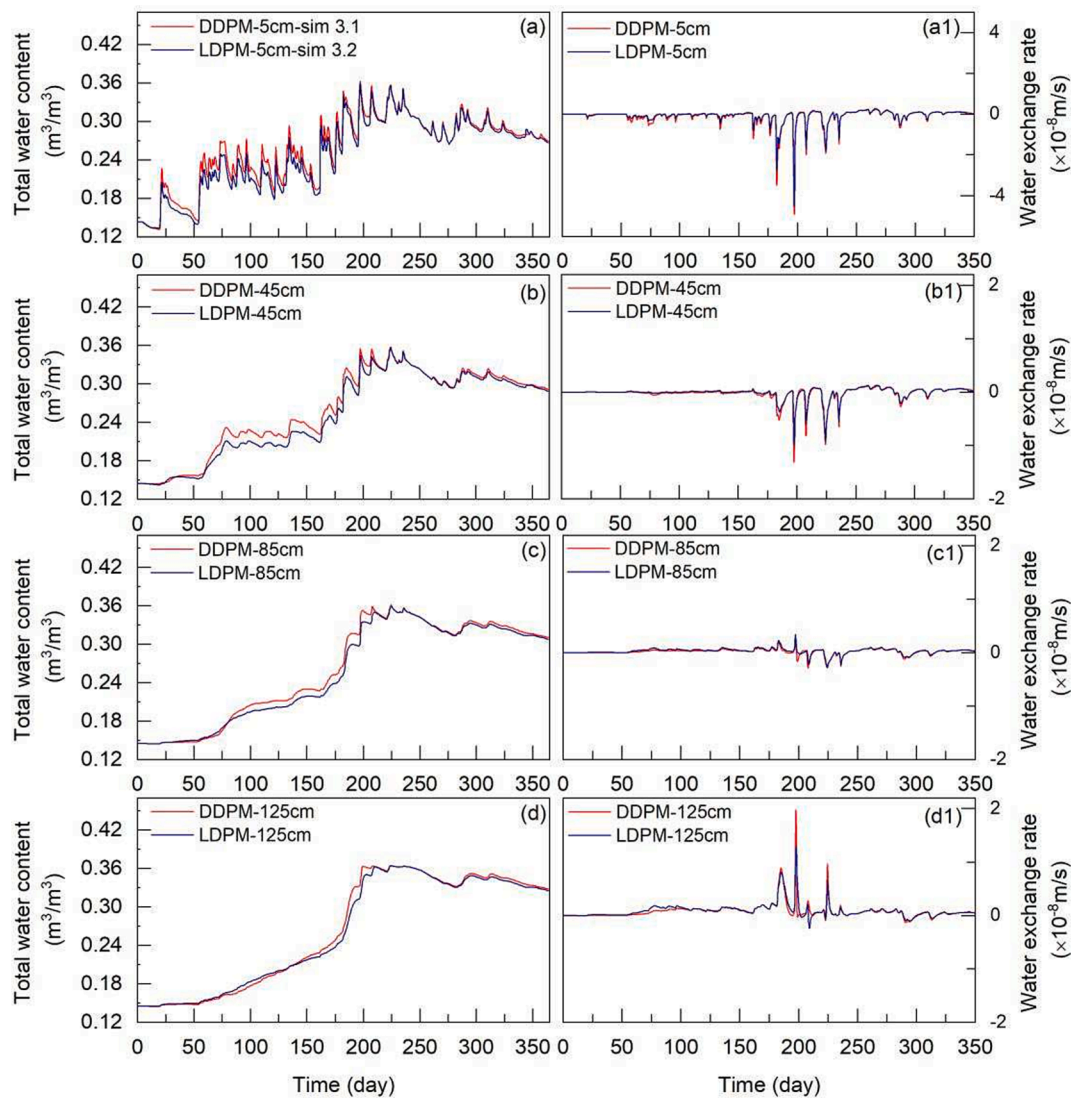 DDPM-5cm-sim 3.1
LDPM-5cm-sim 3.2
(a)
Total water content
(m³/m³)
0.42
0.36
0.30
0.24
0.18
0.12
0 50 100 150 200 250 300 350
DDPM-5cm
LDPM-5cm
(a1)
4
0
-4
Water exchange rate
(×10⁻⁸m/s)
0 50 100 150 200 250 300 350
DDPM-45cm
LDPM-45cm
(b)
Total water content
(m³/m³)
0.42
0.36
0.30
0.24
0.18
0.12
0 50 100 150 200 250 300 350
DDPM-45cm
LDPM-45cm
(b1)
2
0
-2
Water exchange rate
(×10⁻⁸m/s)
0 50 100 150 200 250 300 350
DDPM-85cm
LDPM-85cm
(c)
Total water content
(m³/m³)
0.42
0.36
0.30
0.24
0.18
0.12
0 50 100 150 200 250 300 350
DDPM-85cm
LDPM-85cm
(c1)
2
0
-2
Water exchange rate
(×10⁻⁸m/s)
0 50 100 150 200 250 300 350
DDPM-125cm
LDPM-125cm
(d)
Total water content
(m³/m³)
0.42
0.36
0.30
0.24
0.18
0.12
0 50 100 150 200 250 300 350
Time (day)
DDPM-125cm
LDPM-125cm
(d1)
2
0
-2
Water exchange rate
(×10⁻⁸m/s)
0 50 100 150 200 250 300 350
Time (day)